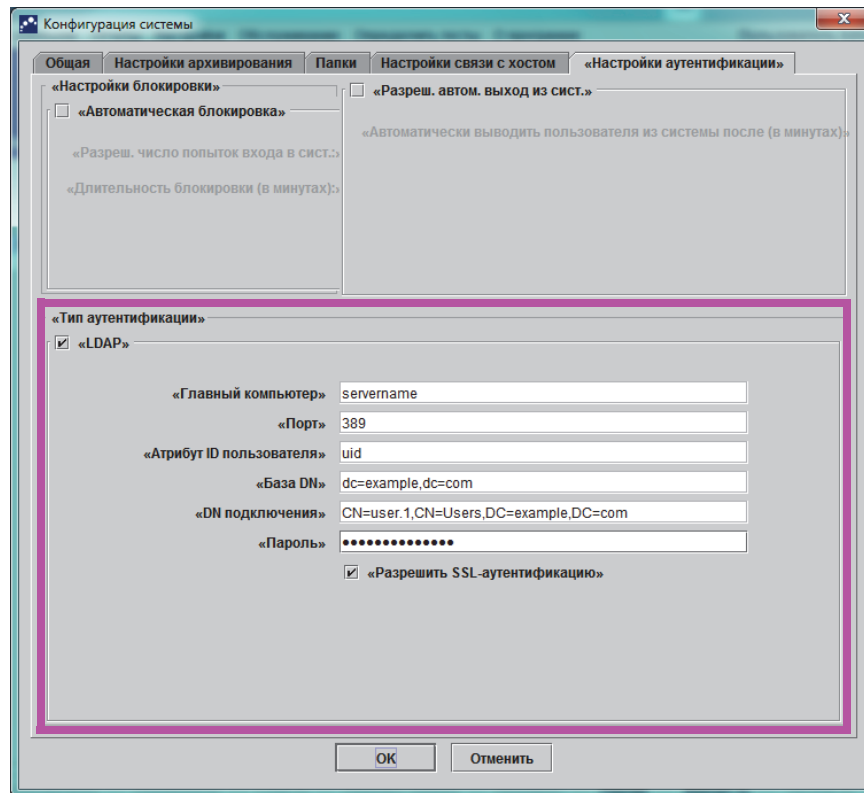 Конфигурация системы
Общая Настройки архивирования Папки Настройки связи с хостом «Настройки аутентификации»
«Настройки блокировки»
«Автоматическая блокировка»
«Разреш. число попыток входа в сист.:»
«Длительность блокировки (в минутах):»
«Разреш. автом. выход из сист.»
«Автоматически выводить пользователя из системы после (в минутах)»
«Тип аутентификации»
«LDAP»
«Главный компьютер» servername
«Порт» 389
«Атрибут ID пользователя» uid
«База DN» dc=example,dc=com
«DN подключения» CN=user.1,CN=Users,DC=example,DC=com
«Пароль» ••••••••••••••
«Разрешить SSL-аутентификацию»
OK Отменить